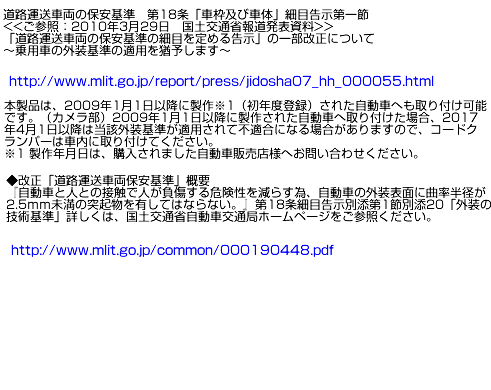 道路運送車両の保安基準　第18条「車枠及び車体」細目告示第一節
<<ご参照：2010年3月29日　国土交通省報道発表資料>>
「道路運送車両の保安基準の細目を定める告示」の一部改正について
～乗用車の外装基準の適用を猶予します～
http://www.mlit.go.jp/report/press/jidosha07_hh_000055.html
本製品は、2009年1月1日以降に製作※1（初年度登録）された自動車へも取り付け可能
です。（カメラ部）2009年1月1日以降に製作された自動車へ取り付けた場合、2017
年4月1日以降は当該外装基準が適用されて不適合になる場合がありますので、コードク
ランパーは車内に取り付けてください。
※1 製作年月日は、購入されました自動車販売店様へお問い合わせください。
◆改正「道路運送車両保安基準」概要
「自動車と人との接触で人が負傷する危険性を減らす為、自動車の外装表面に曲率半径が
2.5mm未満の突起物を有してはならない。」第18条細目告示別添第1節別添20「外装の
技術基準」詳しくは、国土交通省自動車交通局ホームページをご参照ください。
http://www.mlit.go.jp/common/000190448.pdf